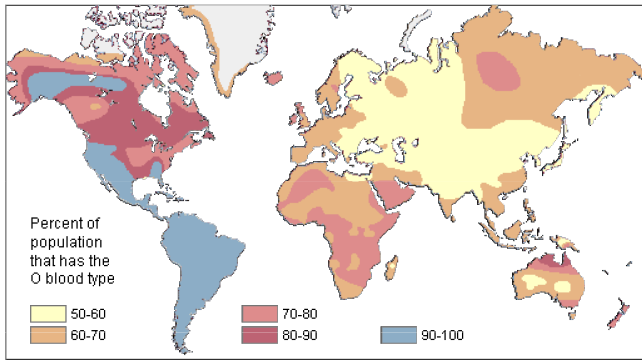 Percent of
population
that has the
O blood type
50-60
70-80
60-70
80-90
90-100